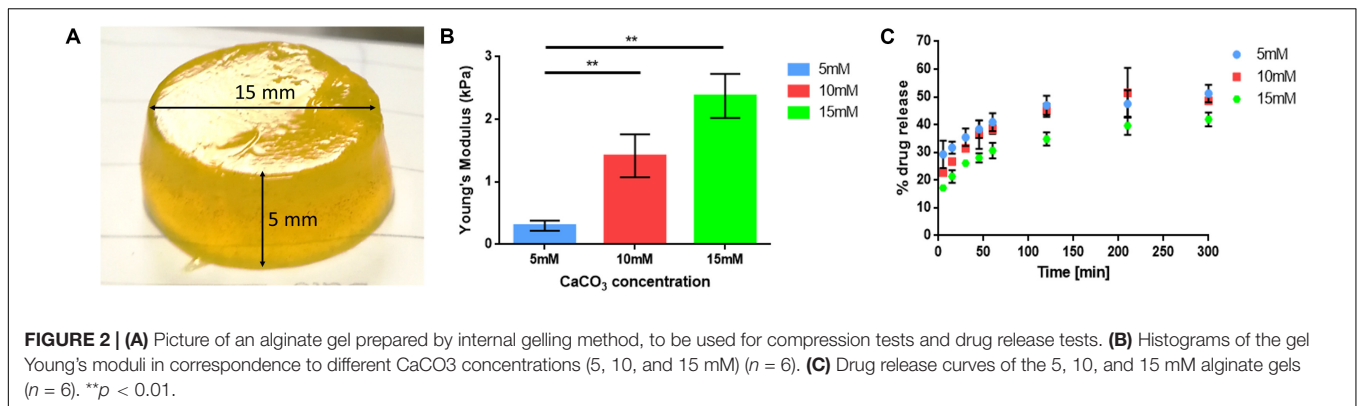 A
15 mm
5 mm
B
Young's Modulus (kPa)
3
2
1
0
**
**
5mM
10mM
15mM
CaCO₃ concentration
5mM
10mM
15mM
C
% drug release
70
60
50
40
30
20
10
0
0
50
100
150
200
250
300
Time [min]
5mM
10mM
15mM
FIGURE 2 | (A) Picture of an alginate gel prepared by internal gelling method, to be used for compression tests and drug release tests. (B) Histograms of the gel
Young's moduli in correspondence to different CaCO3 concentrations (5, 10, and 15 mM) (n = 6). (C) Drug release curves of the 5, 10, and 15 mM alginate gels
(n = 6). **p < 0.01.